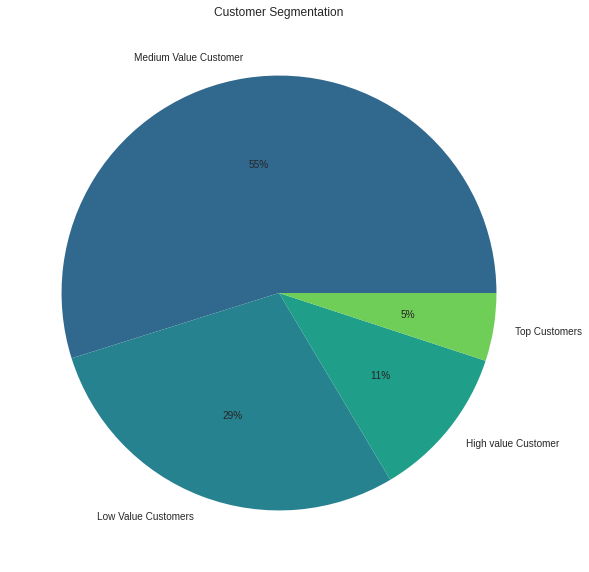 Customer Segmentation
Medium Value Customer
55%
5%
Top Customers
11%
29%
High value Customer
Low Value Customers